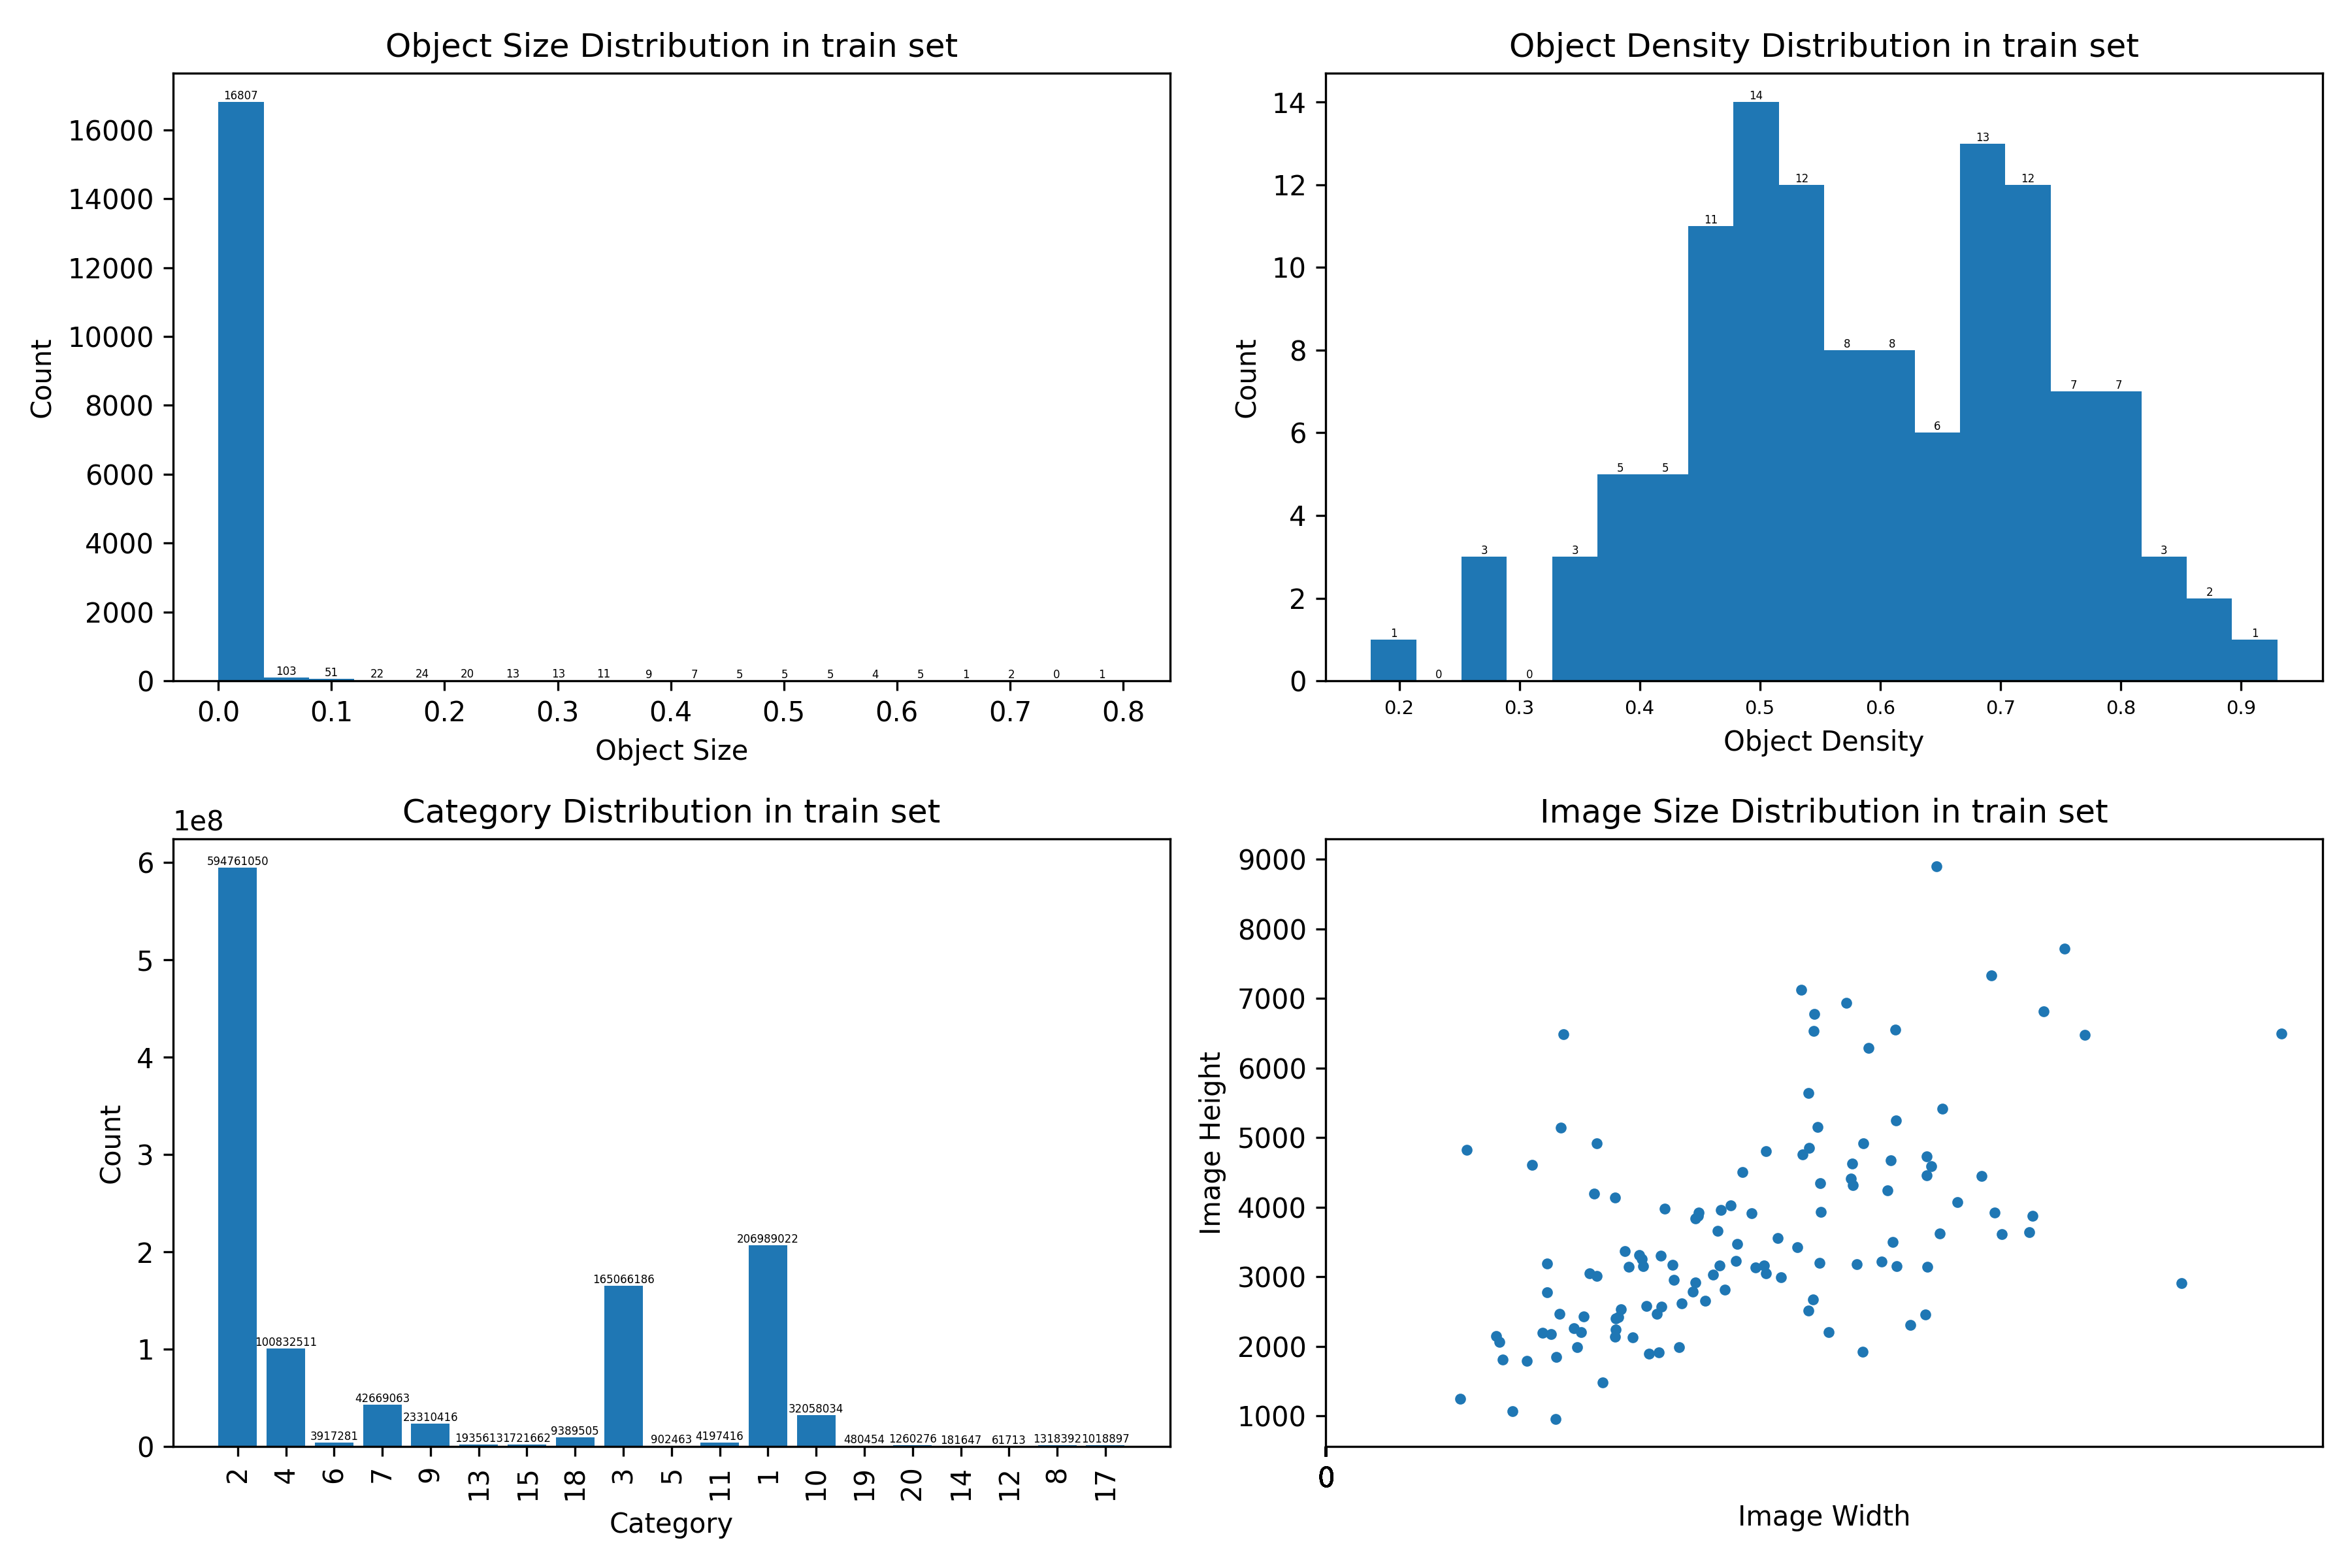 Object Size Distribution in train set
16807 103 51 22 24 20 13 13 11 9 7 5 5 5 4 5 1 2 0 1
16000
14000
12000
10000
8000
6000
4000
2000
0
Count
0.0 0.1 0.2 0.3 0.4 0.5 0.6 0.7 0.8
Object Size
Object Density Distribution in train set
1 0 3 0 3 5 5 11 14 12 8 8 6 13 12 7 7 3 2 1
14
12
10
8
6
4
2
0
Count
0.2 0.3 0.4 0.5 0.6 0.7 0.8 0.9
Object Density
Category Distribution in train set
1e8
594761050 100832511 3917281 42669063 23310416 1935613 1721662 9389505 165066186 902463 4197416 206989022 32058034 480454 1260276 181647 61713 1318392 1018897
6
5
4
3
2
1
0
Count
2 4 6 7 9 13 15 18 3 5 11 1 10 19 20 14 12 8 17
Category
Image Size Distribution in train set
9000
8000
7000
6000
5000
4000
3000
2000
1000
Image Height
0
Image Width